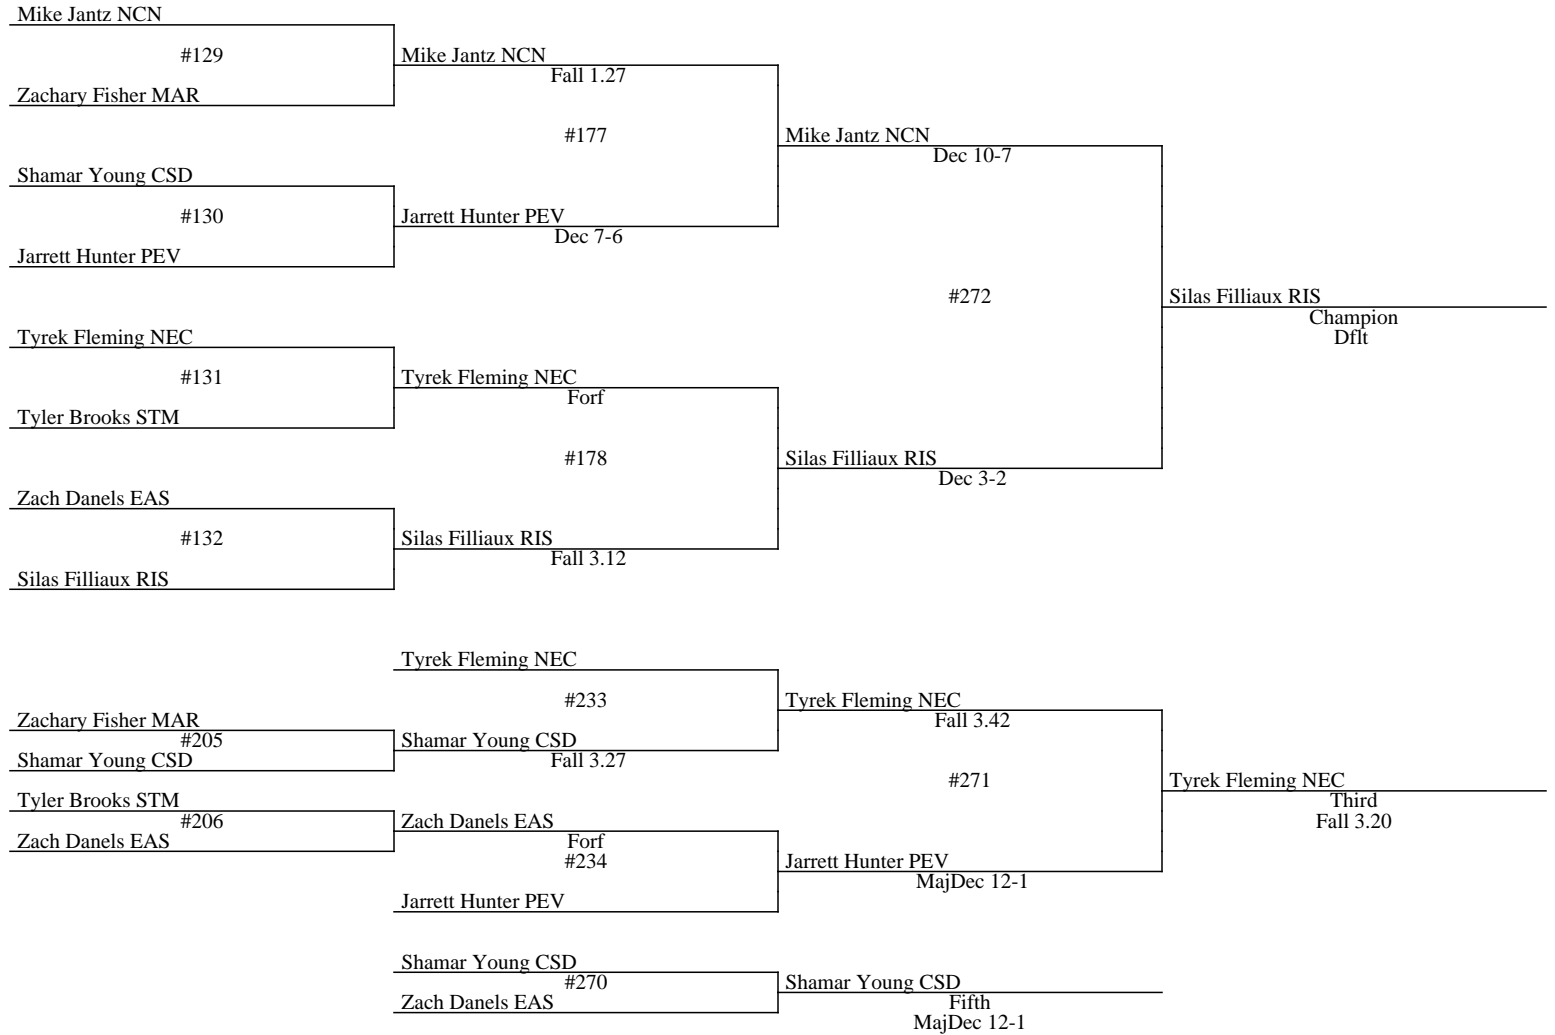 Mike Jantz NCN
#129
Mike Jantz NCN
Fall 1.27
Zachary Fisher MAR
#177
Mike Jantz NCN
Dec 10-7
Shamar Young CSD
#130
Jarrett Hunter PEV
Dec 7-6
Jarrett Hunter PEV
#272
Silas Filliaux RIS
Champion
Dflt
Tyrek Fleming NEC
#131
Tyrek Fleming NEC
Forf
Tyler Brooks STM
#178
Silas Filliaux RIS
Dec 3-2
Zach Danels EAS
#132
Silas Filliaux RIS
Fall 3.12
Silas Filliaux RIS
Tyrek Fleming NEC
#233
Tyrek Fleming NEC
Fall 3.42
Zachary Fisher MAR
#205
Shamar Young CSD
Fall 3.27
Shamar Young CSD
#271
Tyrek Fleming NEC
Third
Fall 3.20
Tyler Brooks STM
#206
Zach Danels EAS
Forf
Zach Danels EAS
#234
Jarrett Hunter PEV
MajDec 12-1
Jarrett Hunter PEV
Shamar Young CSD
#270
Shamar Young CSD
Fifth
MajDec 12-1
Zach Danels EAS